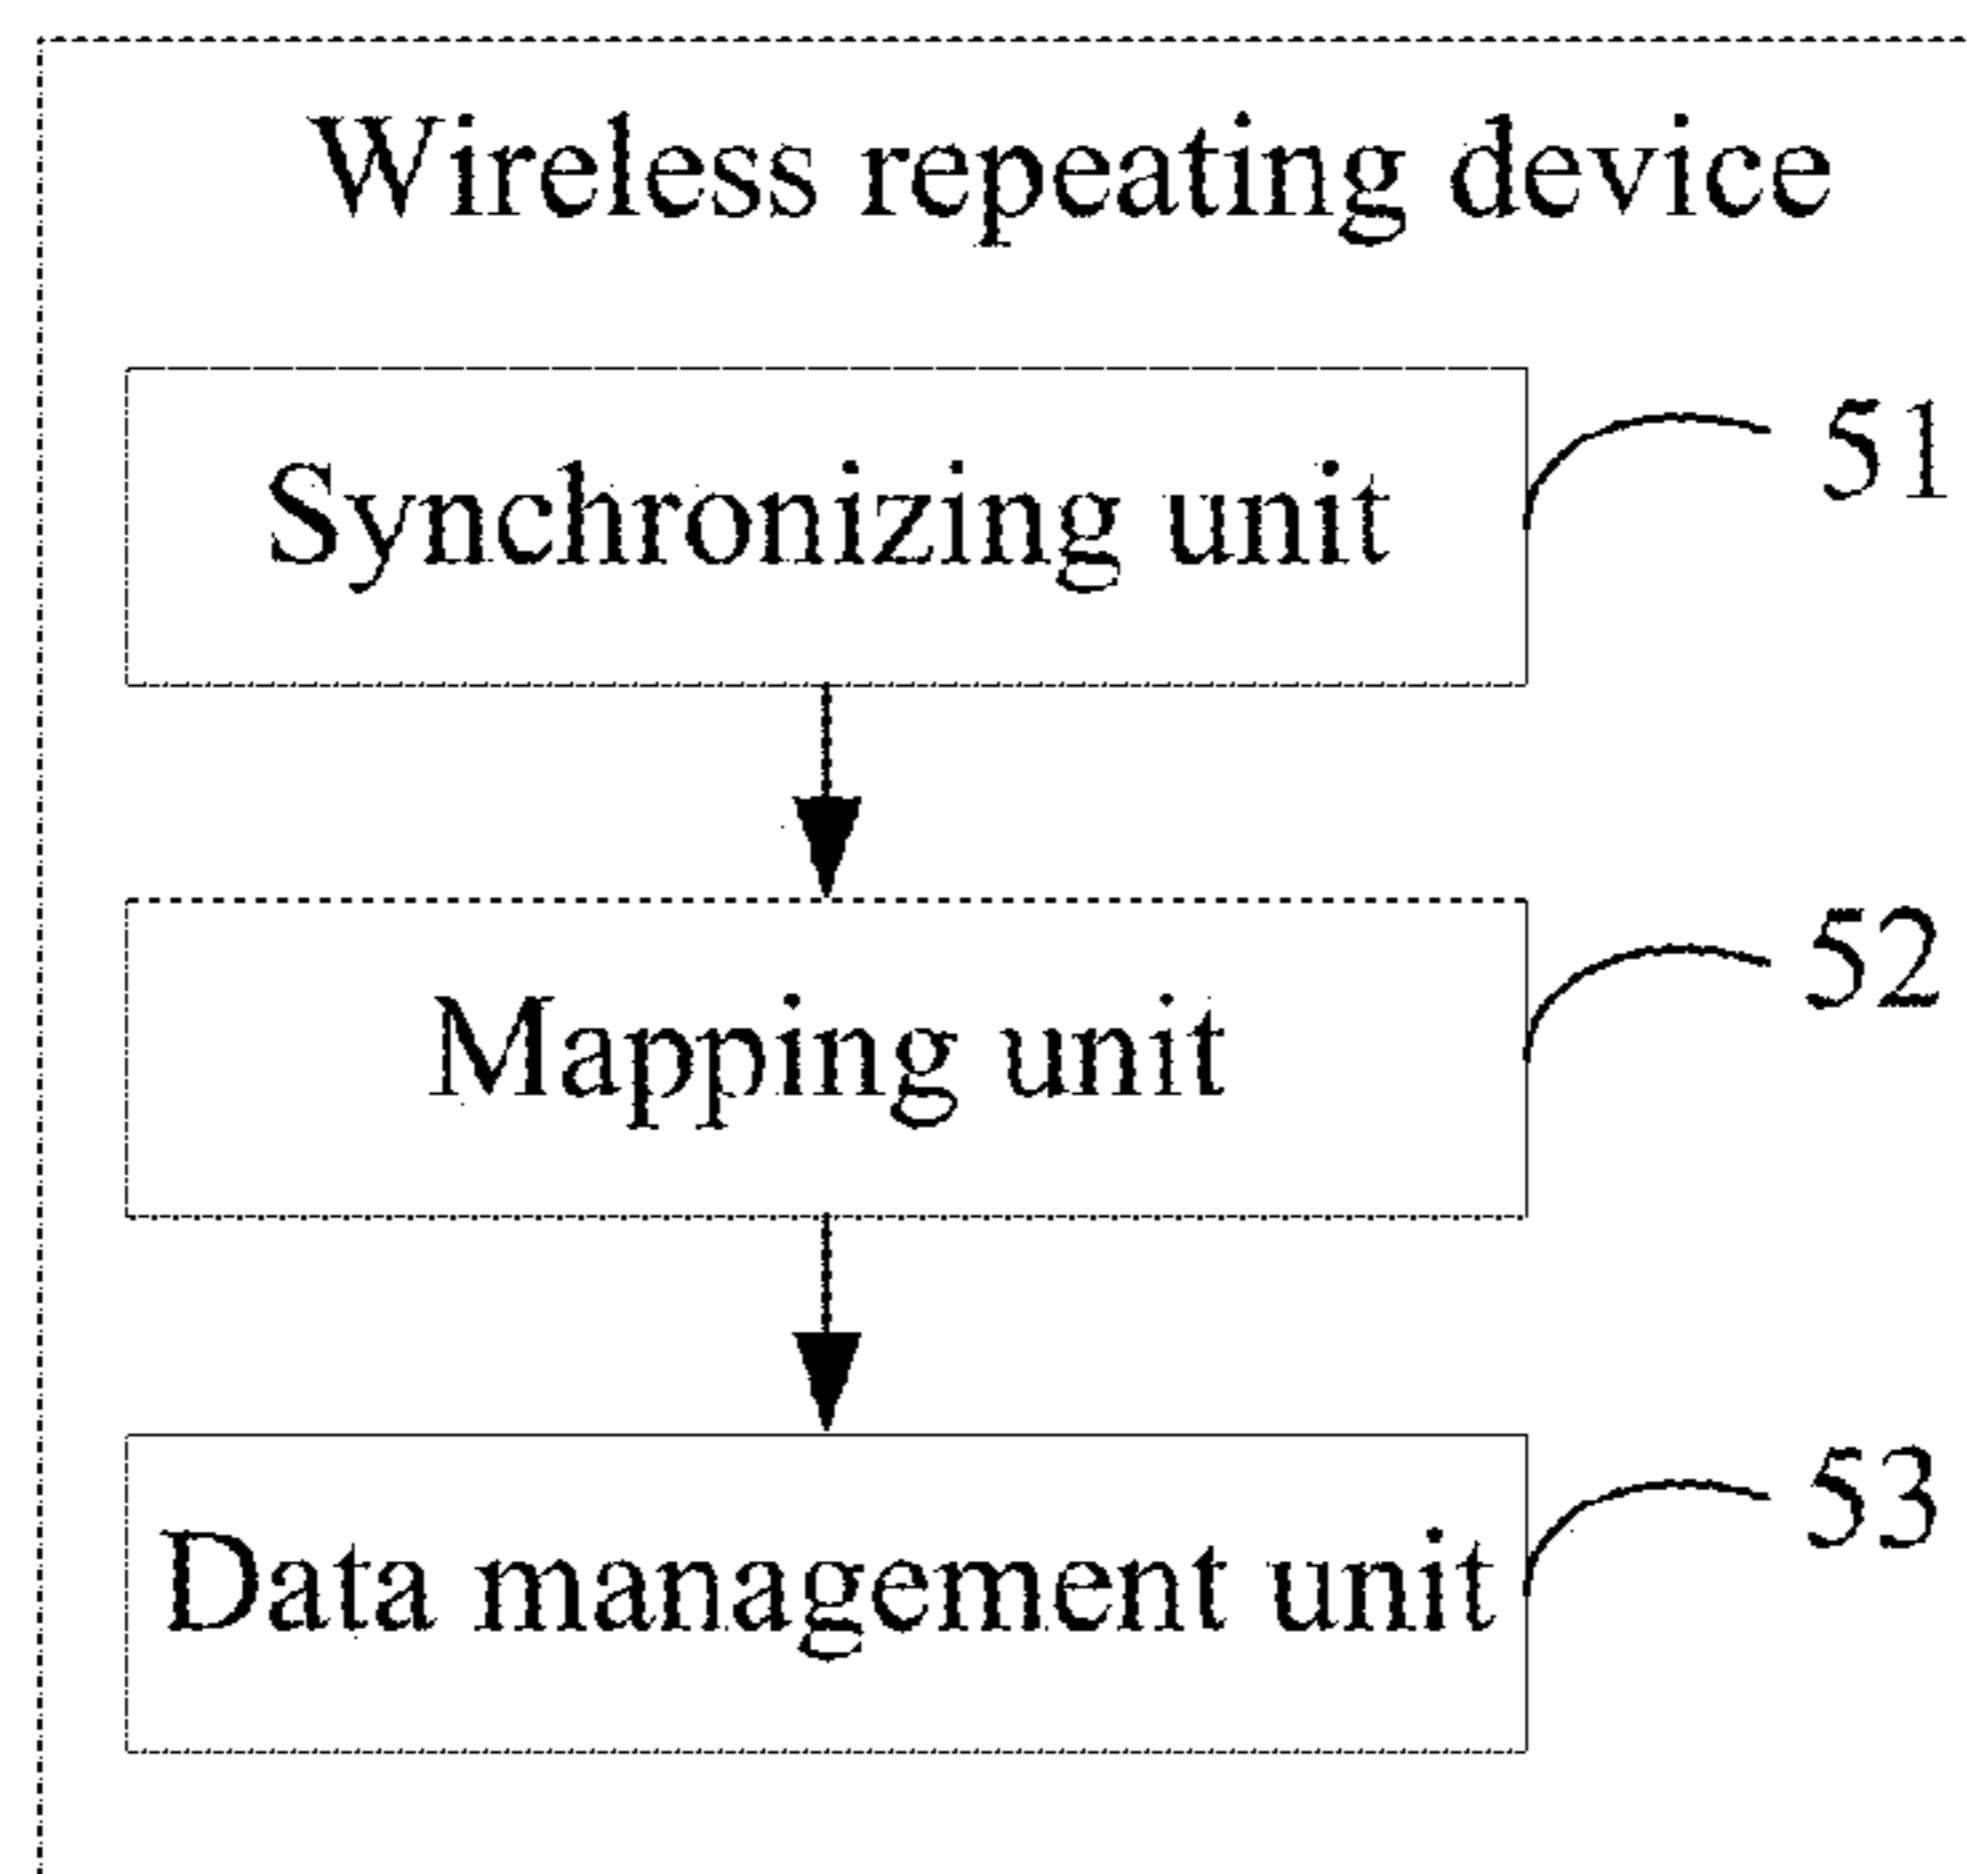 Wireless repeating device
Synchronizing unit
51
Mapping unit
52
Data management unit
53